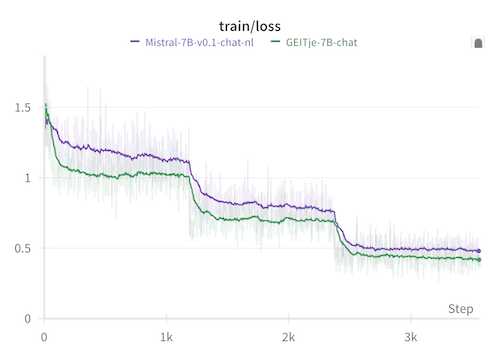 train/loss
Mistral-7B-v0.1-chat-nl GEITje-7B-chat
1.5
1
0.5
0
Step
0 1k 2k 3k